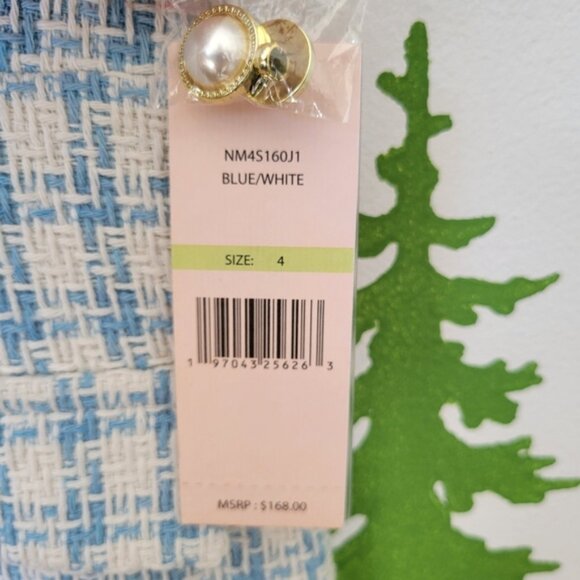 NM4S160J1
BLUE/WHITE
SIZE: 4
1 97043 25626 3
MSRP : $168.00